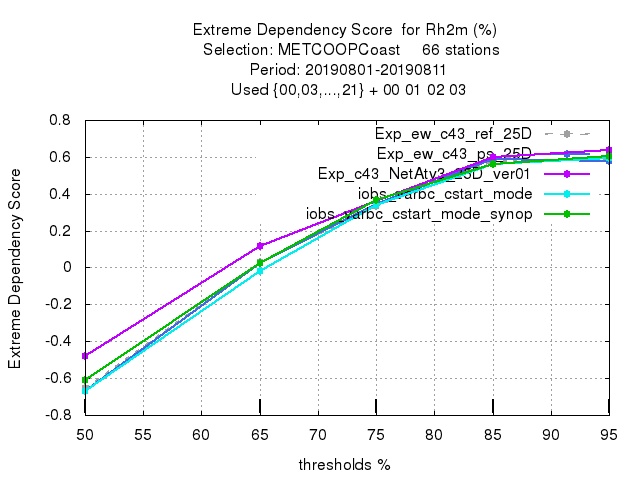 Extreme Dependency Score  for Rh2m (%)
Selection: METCOOPCoast     66 stations
Period: 20190801-20190811
Used {00,03,...,21} + 00 01 02 03
Exp_ew_c43_ref_25D
Exp_ew_c43_ps_25D
Exp_c43_NetAtv3_25D_ver01
iobs_varbc_cstart_mode
iobs_varbc_cstart_mode_synop
Extreme Dependency Score
0.8
0.6
0.4
0.2
0
-0.2
-0.4
-0.6
-0.8
50 55 60 65 70 75 80 85 90 95
thresholds %